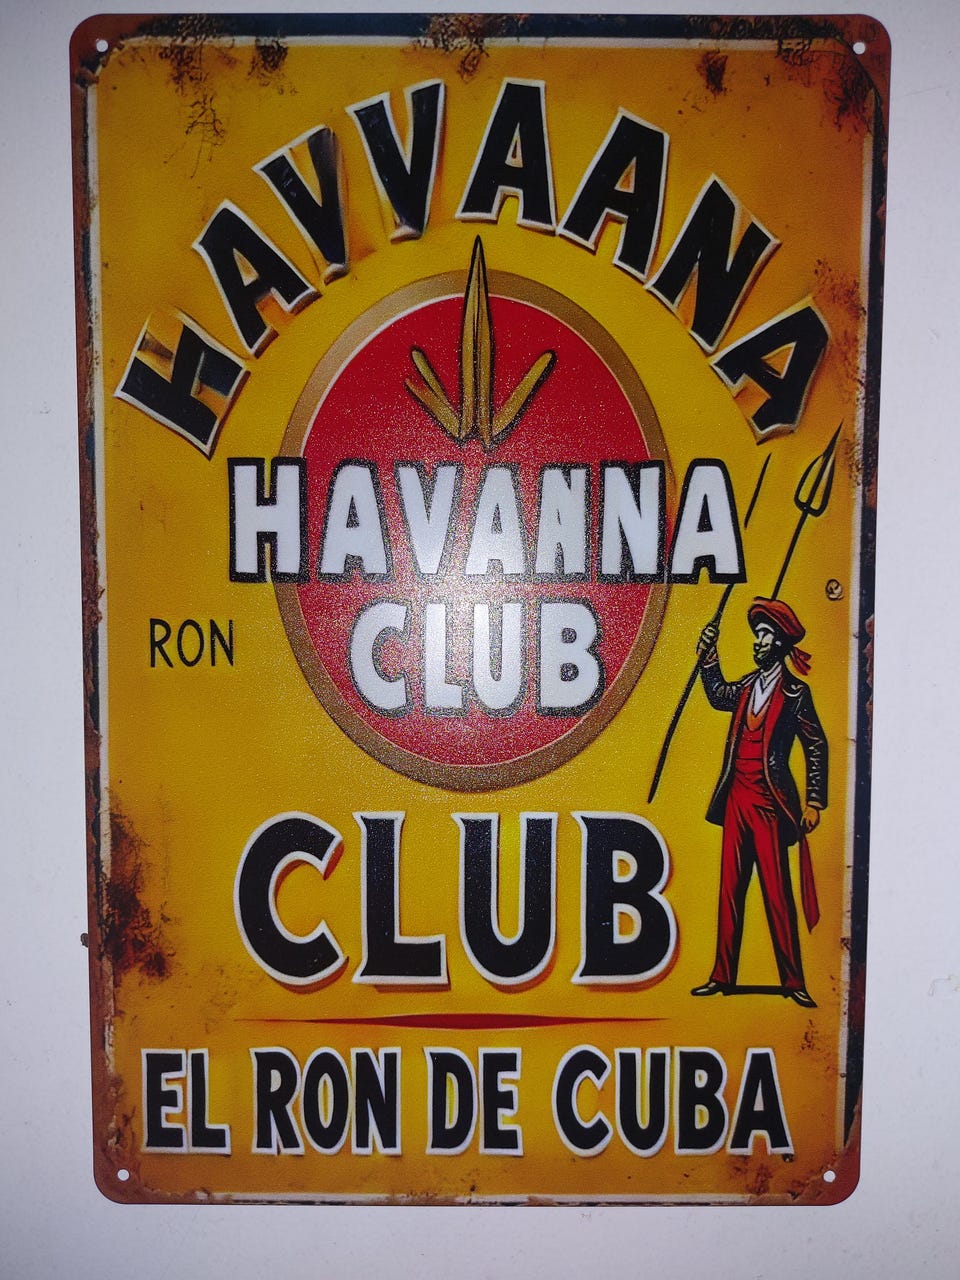 HAVVAANA
HAVANNA
CLUB
RON
CLUB
EL RON DE CUBA